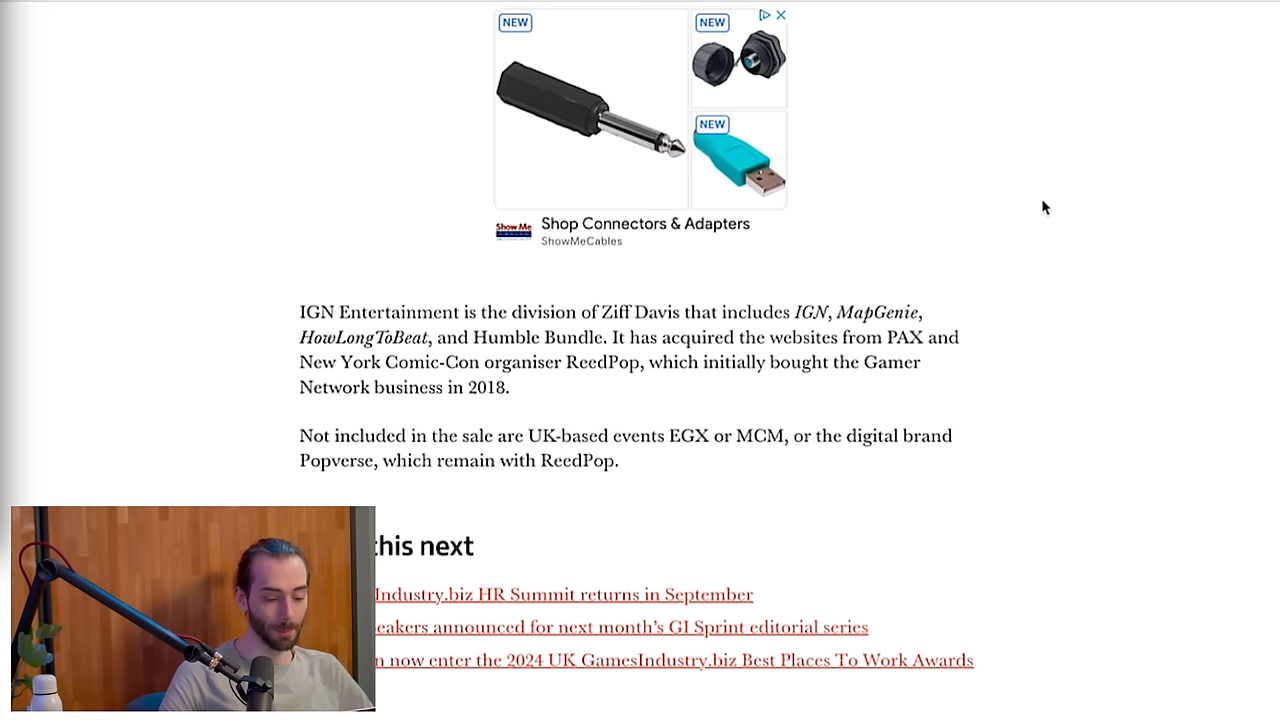 NEW
NEW
NEW
Show Me
Shop Connectors & Adapters
ShowMeCables
IGN Entertainment is the division of Ziff Davis that includes IGN, MapGenie,
HowLongToBeat, and Humble Bundle. It has acquired the websites from PAX and
New York Comic-Con organiser ReedPop, which initially bought the Gamer
Network business in 2018.
Not included in the sale are UK-based events EGX or MCM, or the digital brand
Popverse, which remain with ReedPop.
this next
Industry.biz HR Summit returns in September
eakers announced for next month's GI Sprint editorial series
n now enter the 2024 UK GamesIndustry.biz Best Places To Work Awards